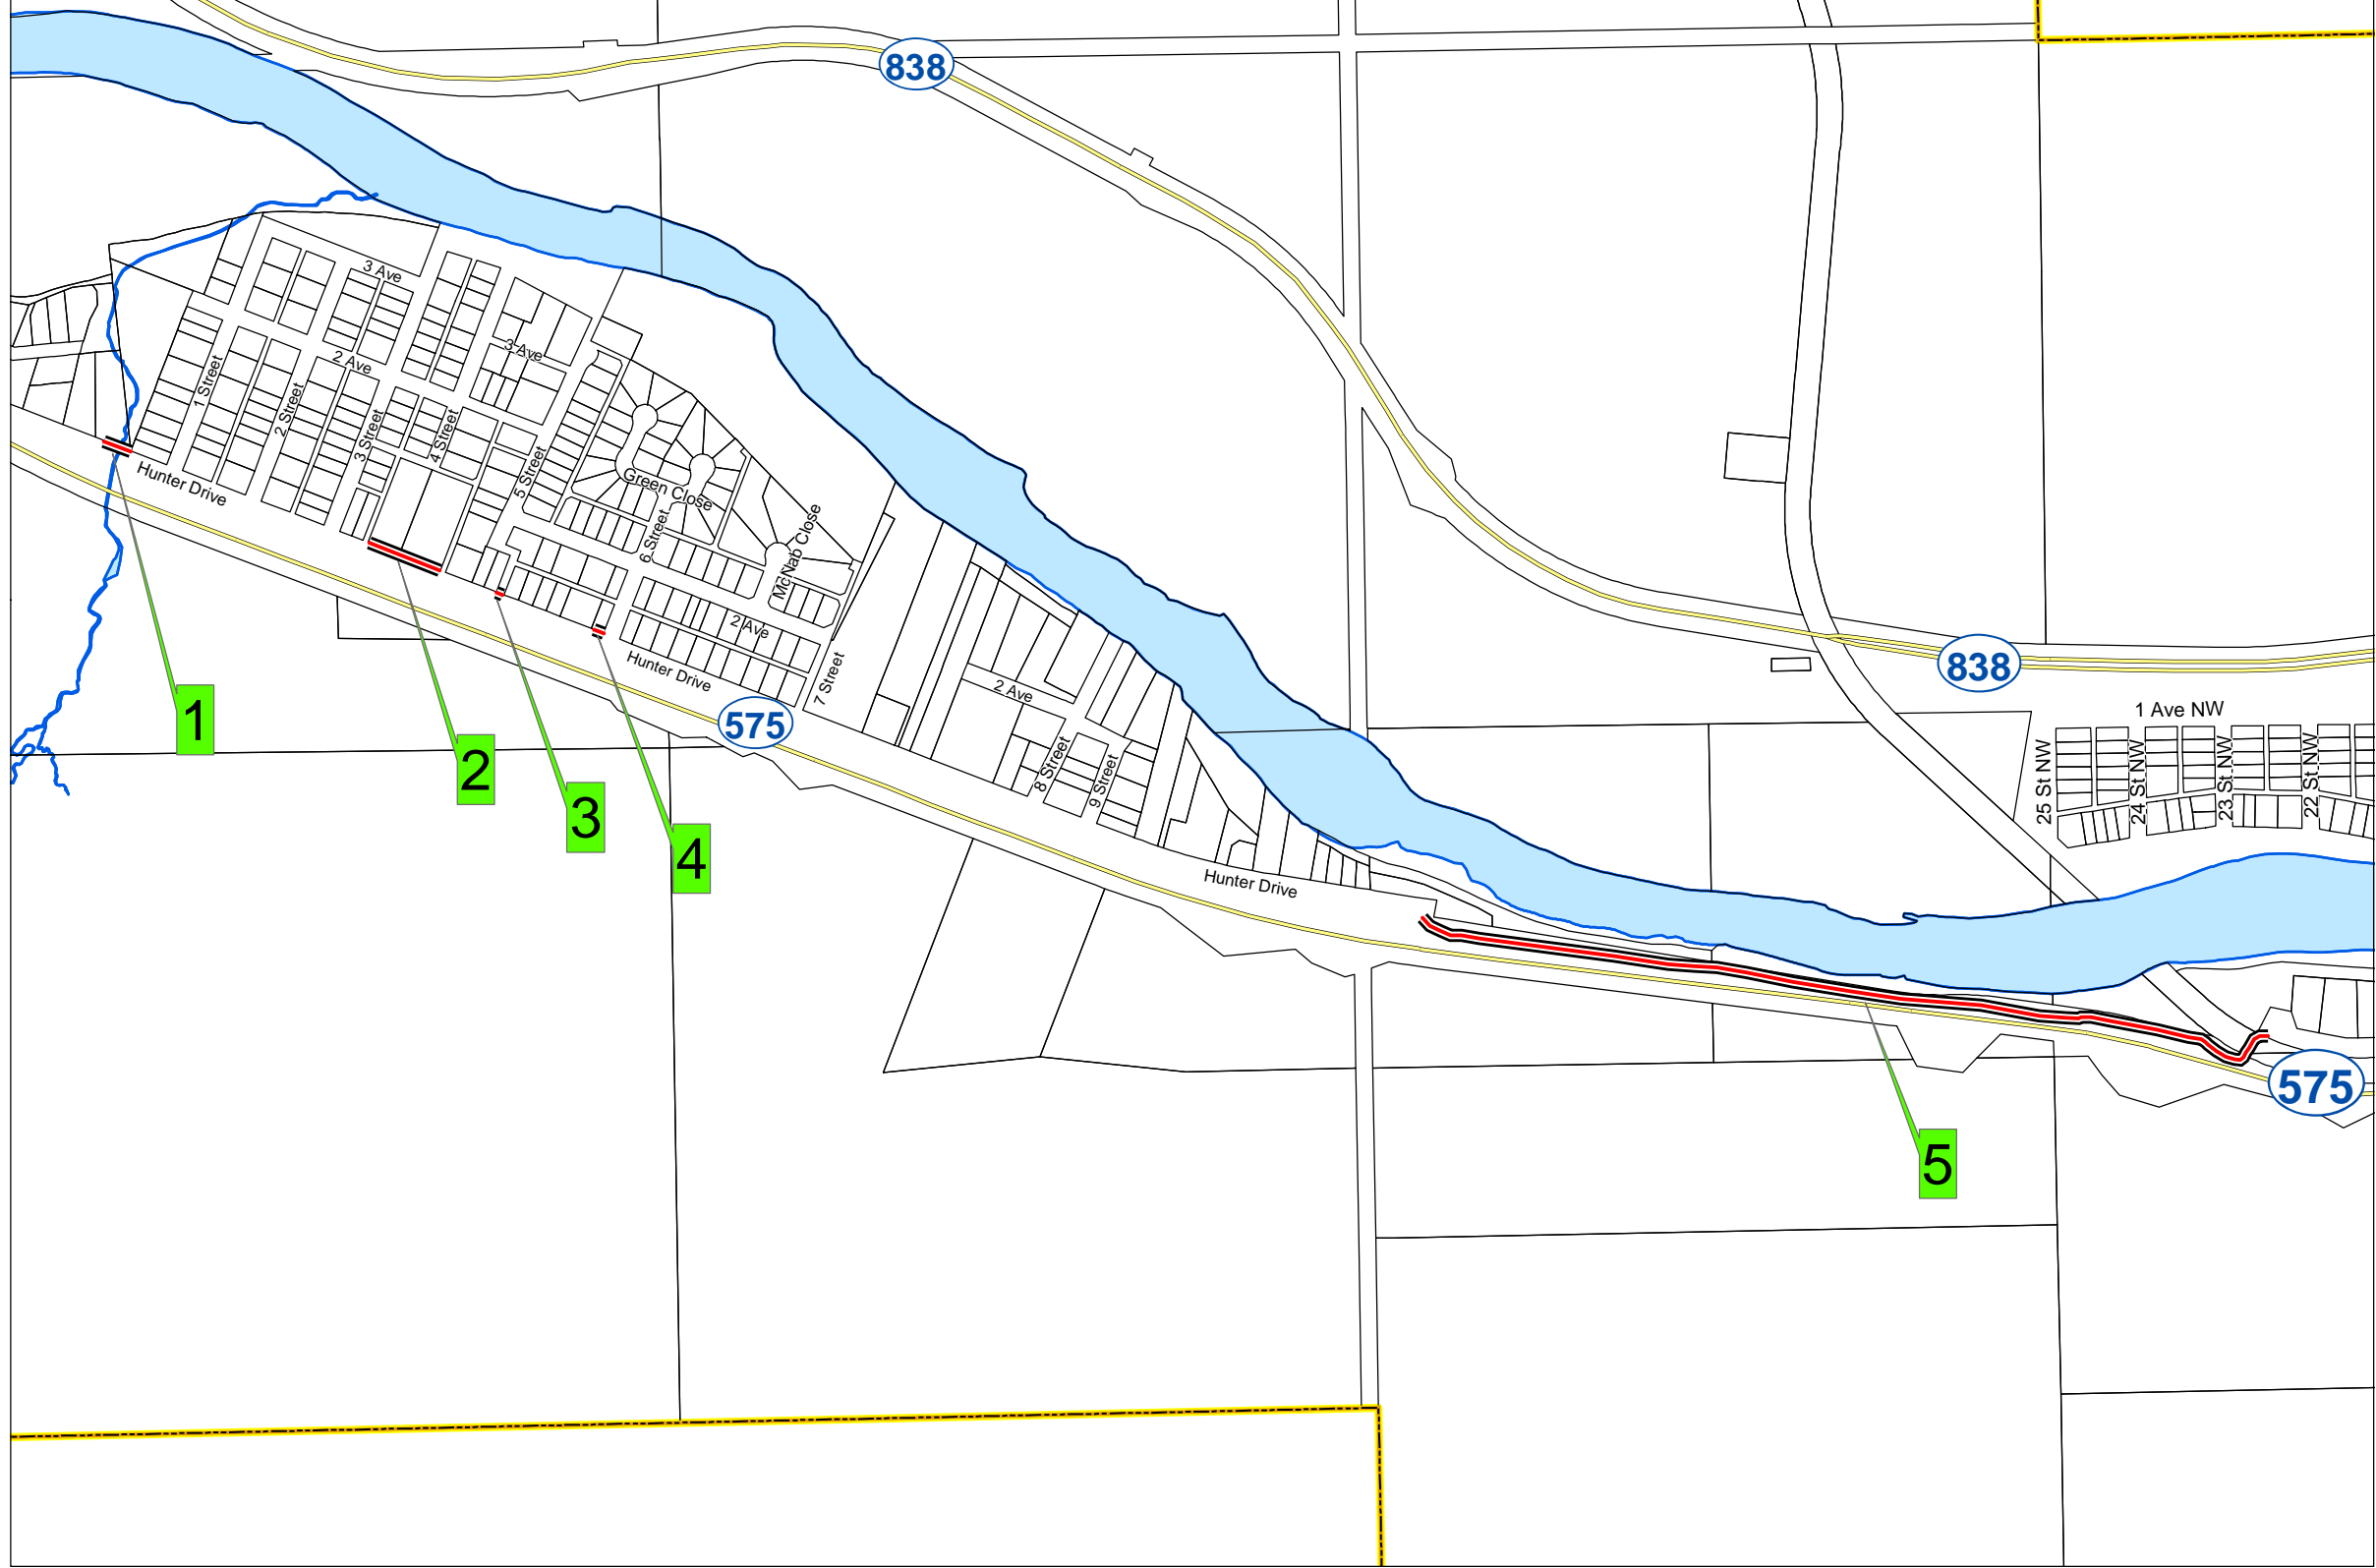 838
3 Ave
3 Ave
2 Ave
1 Street
2 Street
3 Street
4 Street
5 Street
Green Close
Hunter Drive
6 Street
McNab Close
2 Ave
Hunter Drive
7 Street
838
2 Ave
1
575
1 Ave NW
2
8 Street
9 Street
25 St NW
24 St NW
23 St NW
22 St NW
3
4
Hunter Drive
575
5